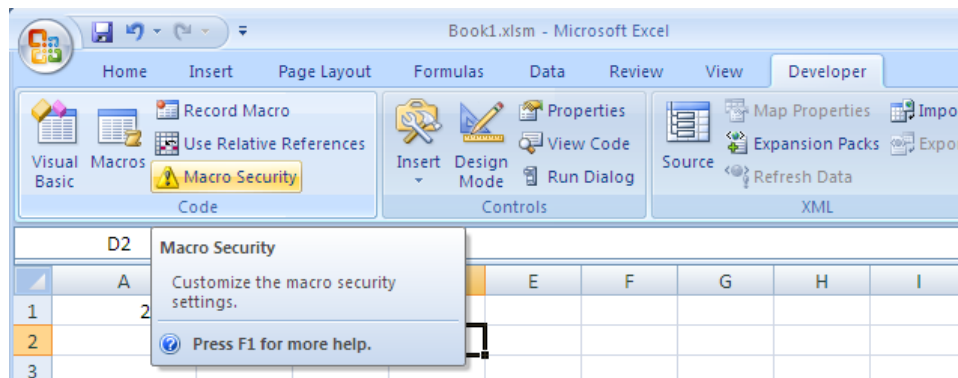 Book1.xlsm - Microsoft Excel
Home Insert Page Layout Formulas Data Review View Developer
Visual Basic
Macros
Record Macro
Use Relative References
Macro Security
Code
Insert
Design Mode
Properties
View Code
Run Dialog
Controls
Source
Map Properties
Expansion Packs
Refresh Data
Impo
Expo
XML
D2
Macro Security
Customize the macro security
settings.
Press F1 for more help.
A E F G H I
1 2
2
3